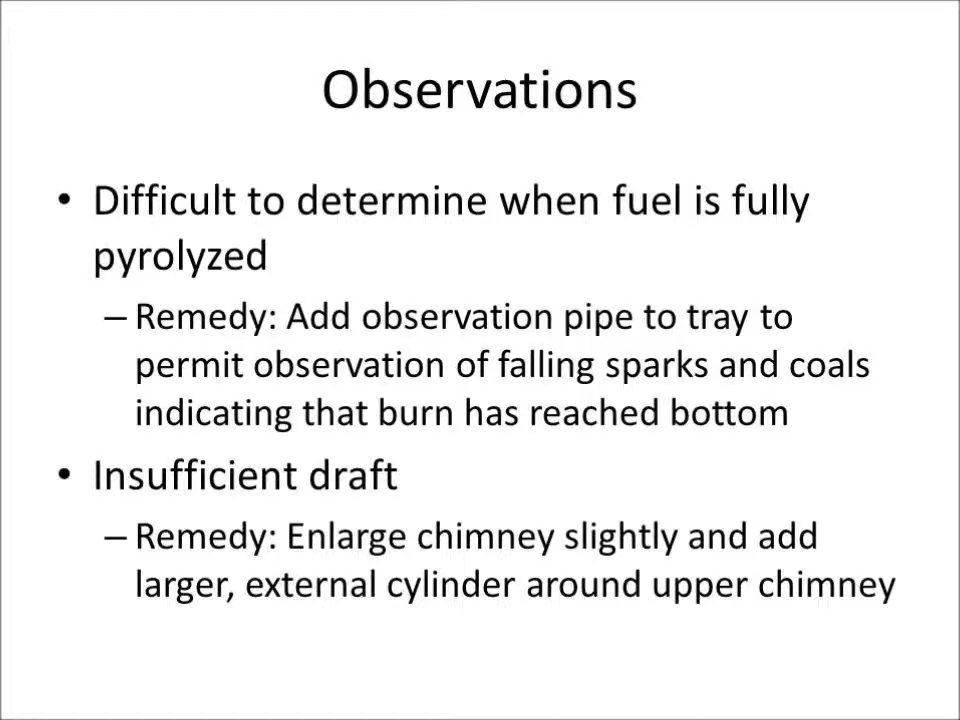 Observations
• Difficult to determine when fuel is fully
pyrolyzed
– Remedy: Add observation pipe to tray to
permit observation of falling sparks and coals
indicating that burn has reached bottom
• Insufficient draft
– Remedy: Enlarge chimney slightly and add
larger, external cylinder around upper chimney